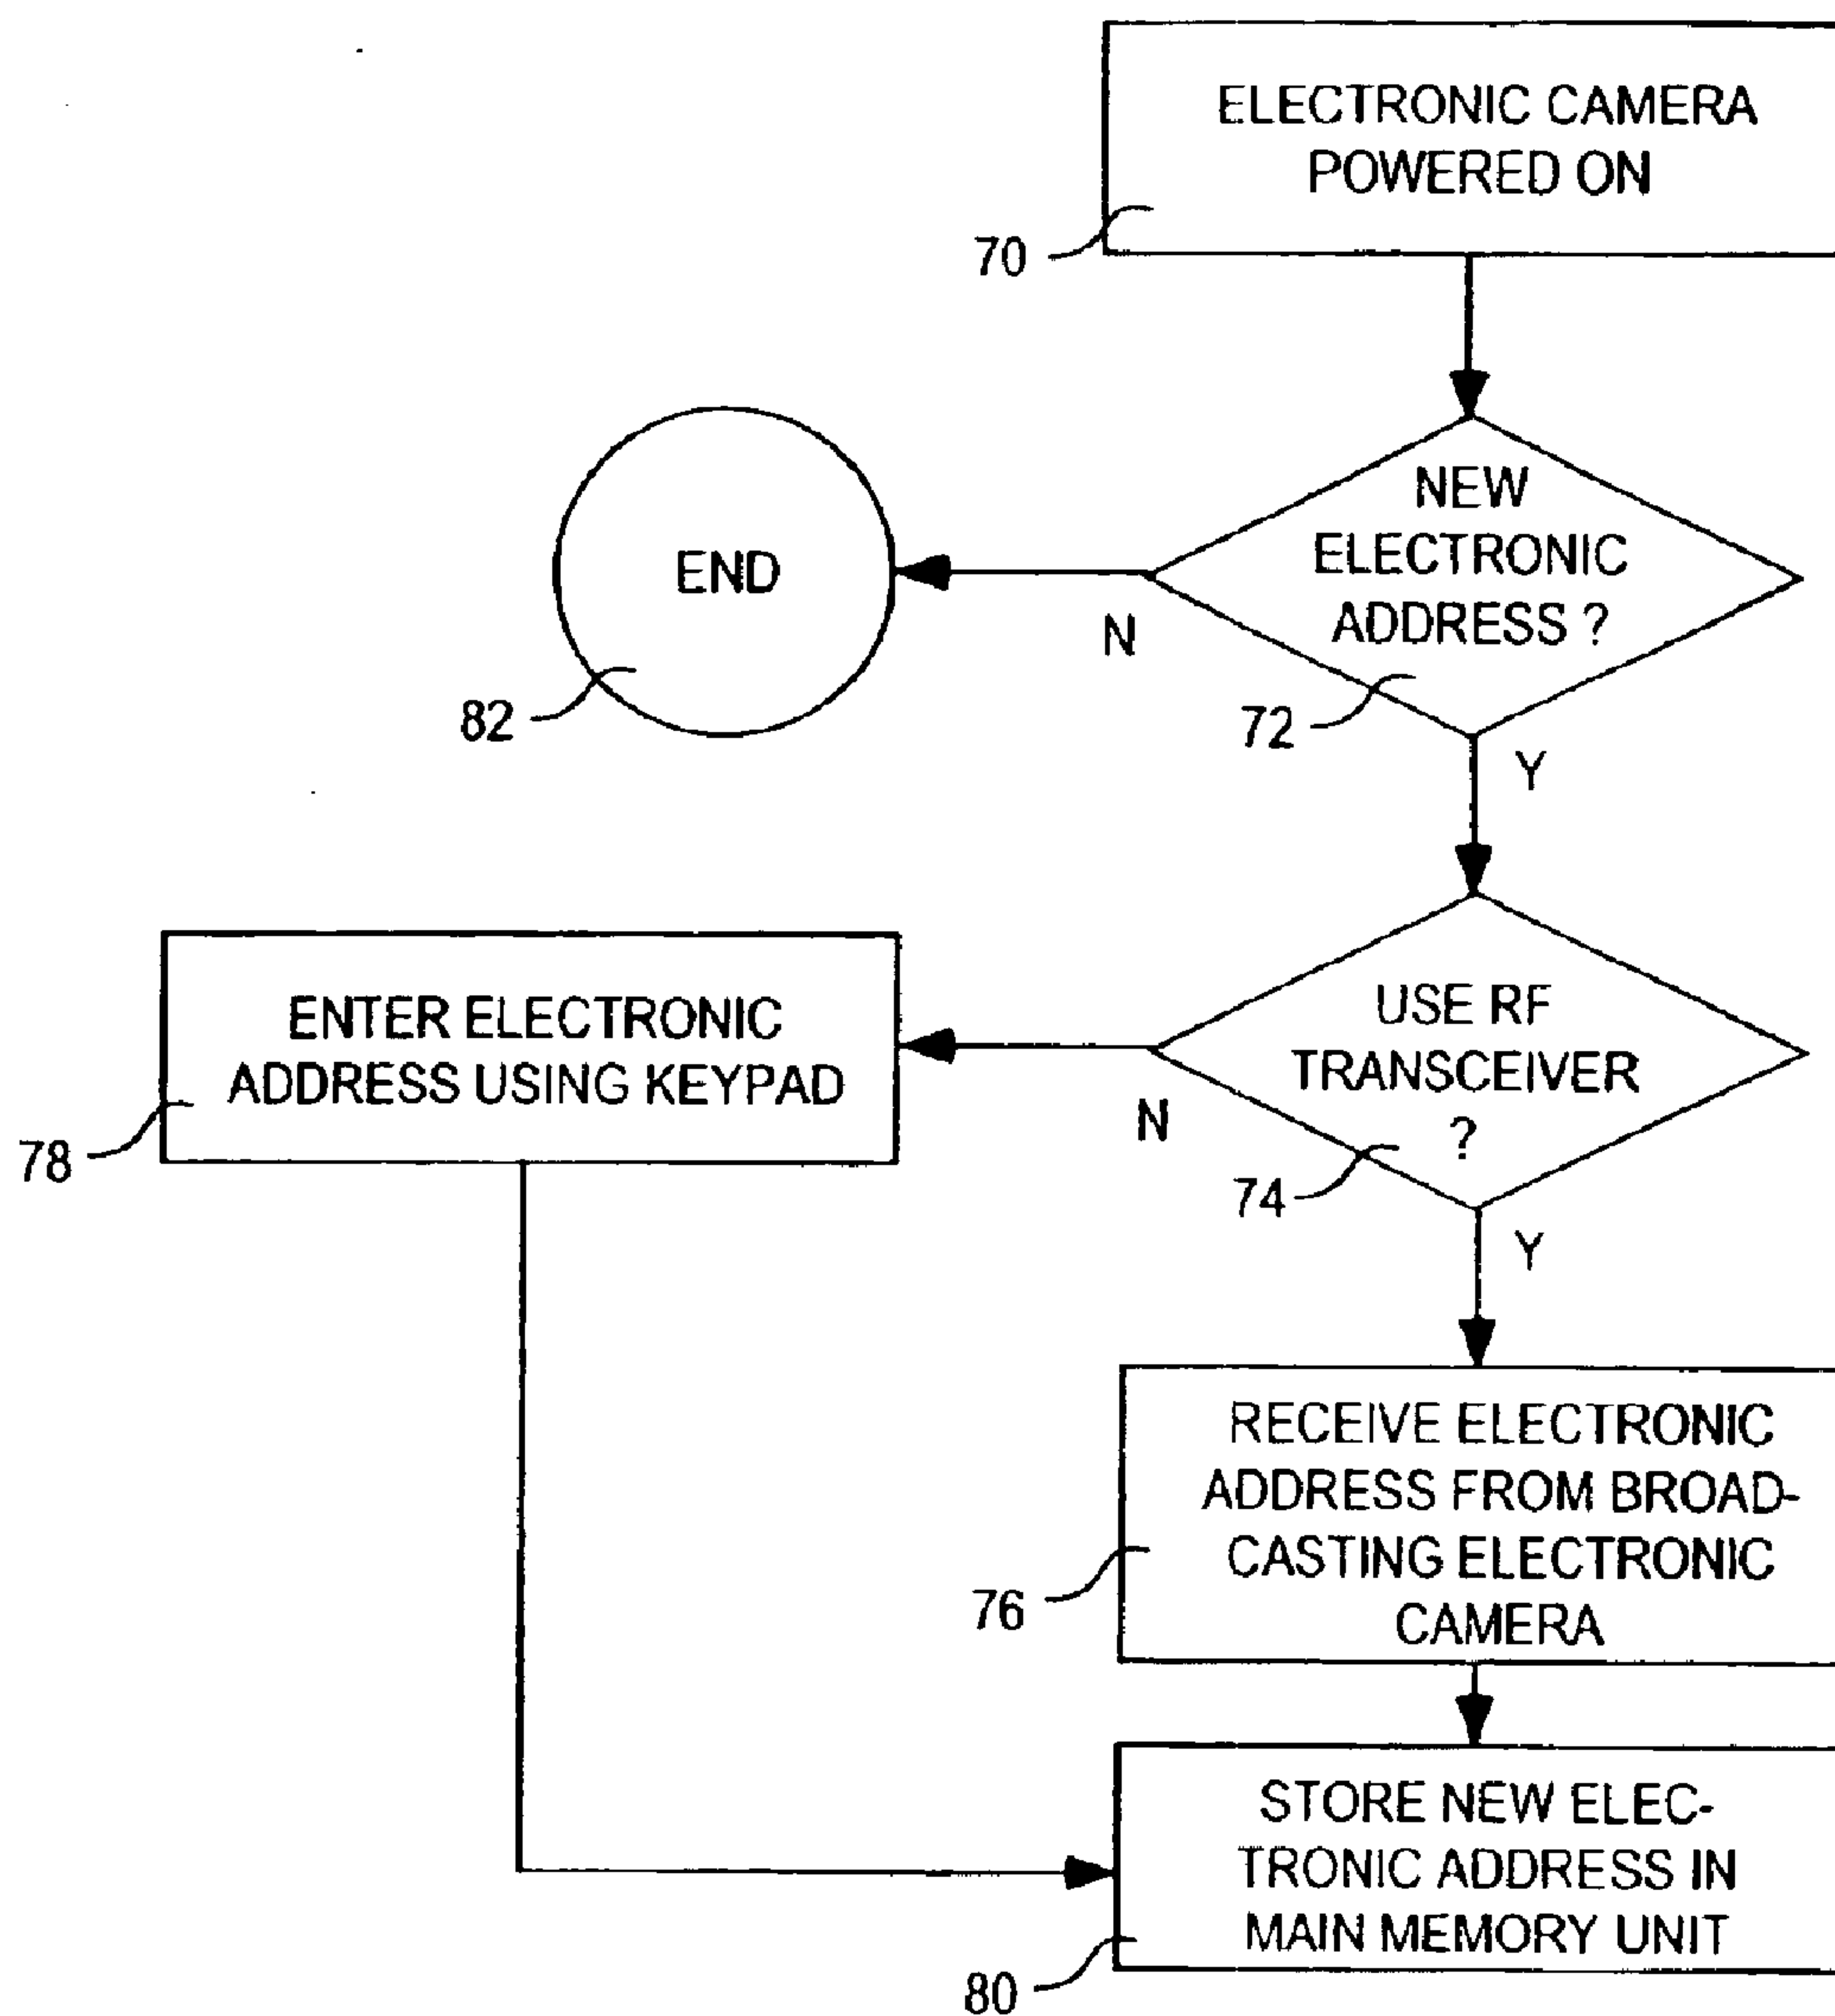 ELECTRONIC CAMERA
POWERED ON
70
NEW
ELECTRONIC
ADDRESS ?
72
N
END
82
Y
USE RF
TRANSCEIVER
?
74
N
ENTER ELECTRONIC
ADDRESS USING KEYPAD
78
Y
RECEIVE ELECTRONIC
ADDRESS FROM BROAD-
CASTING ELECTRONIC
CAMERA
76
STORE NEW ELEC-
TRONIC ADDRESS IN
MAIN MEMORY UNIT
80